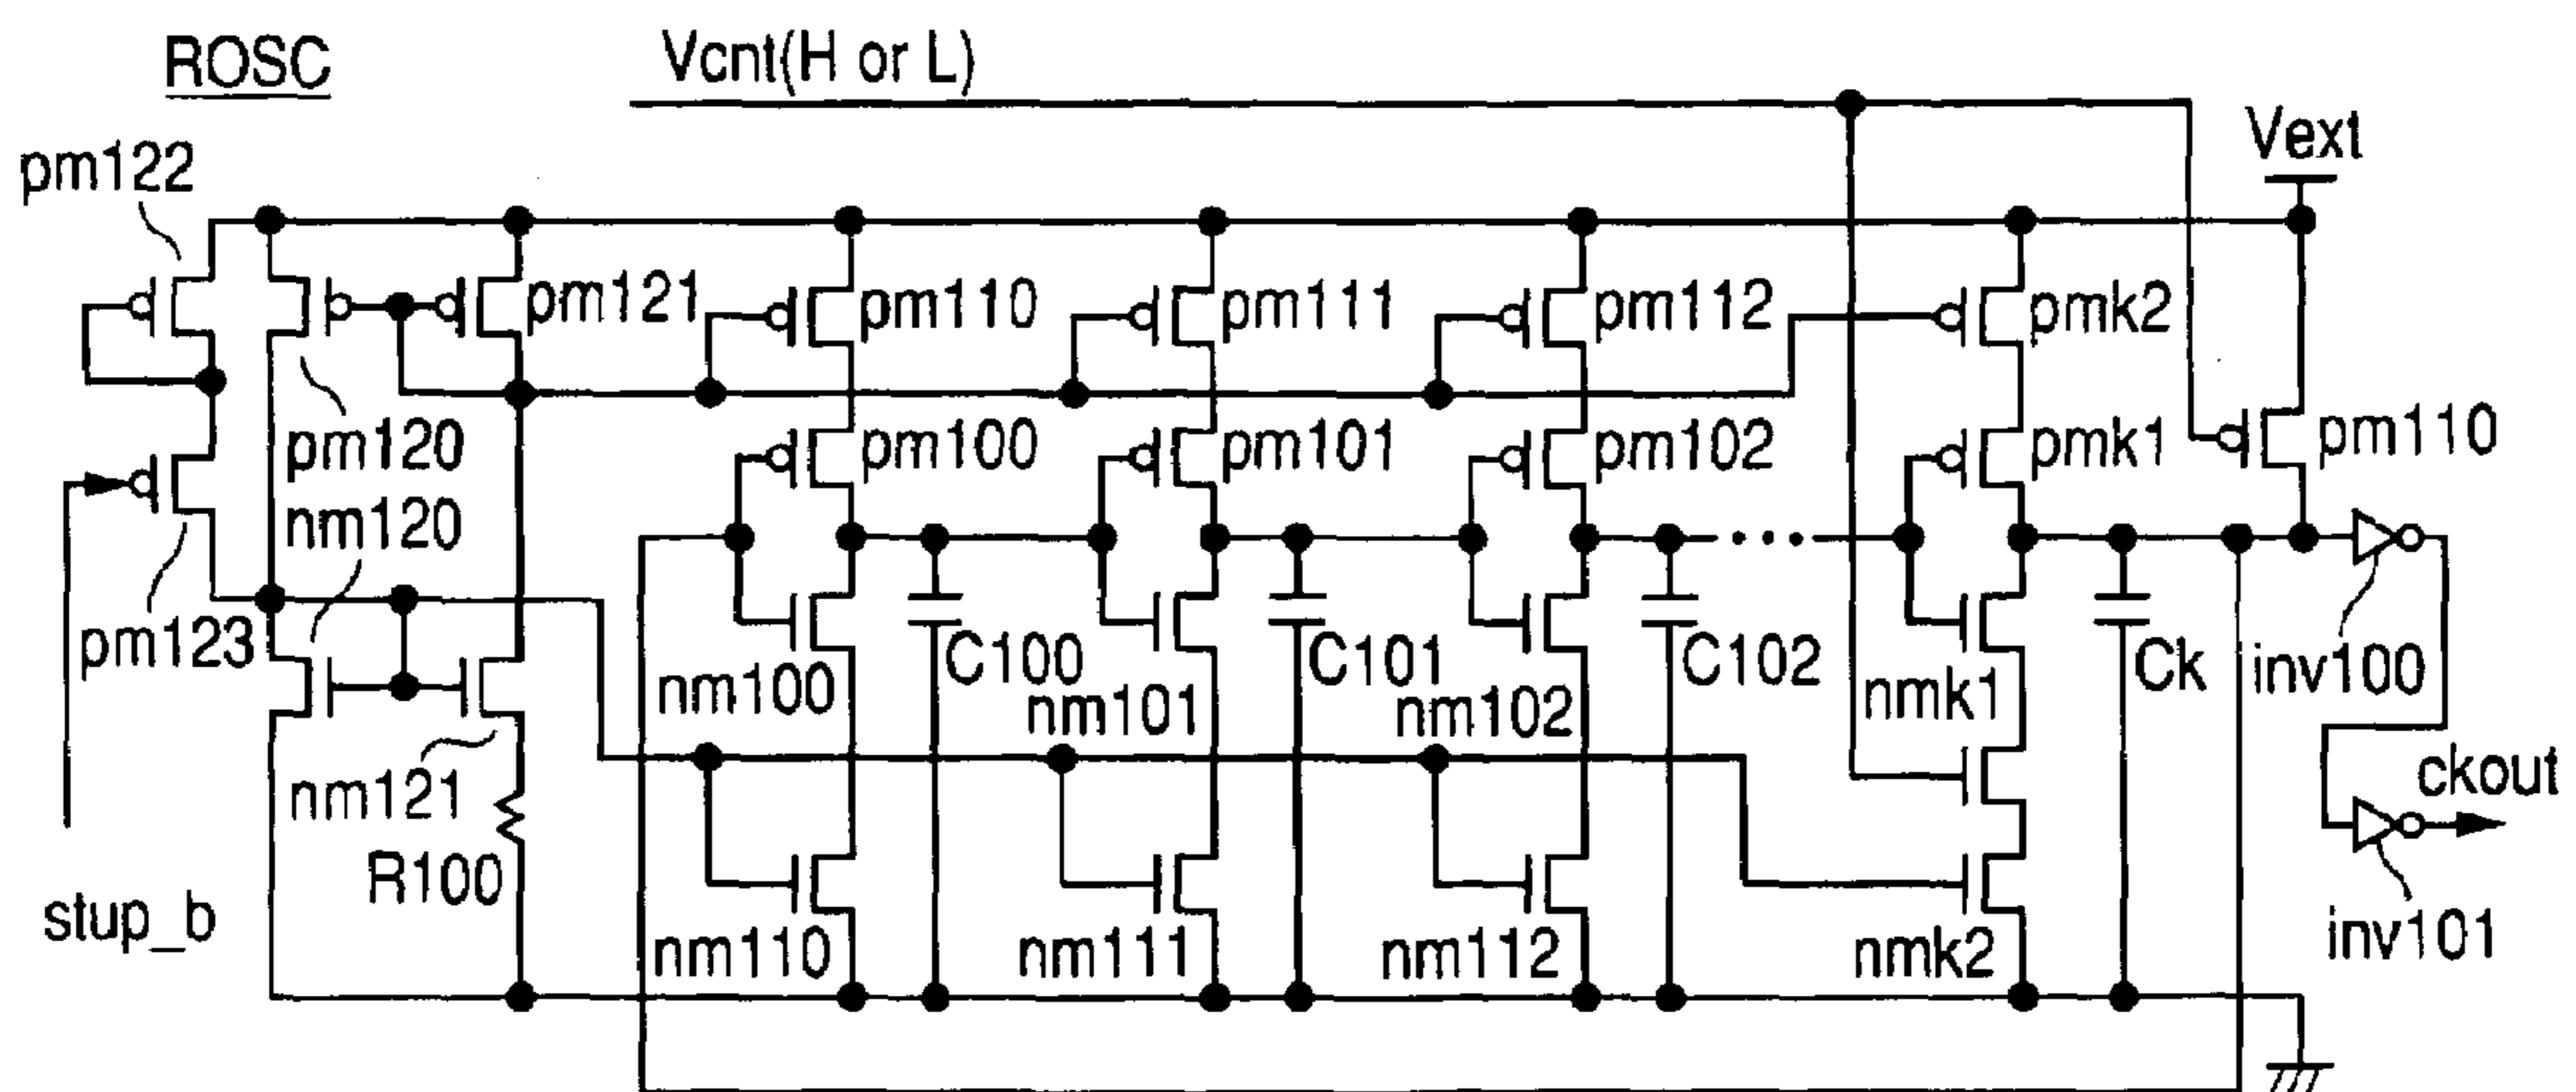 ROSC
Vcnt(H or L)
Vext
pm122
pm121
pm110
pm111
pm112
pmk2
pm120
pm100
pm101
pm102
pmk1
pm110
nm120
pm123
nm100
C100
nm101
C101
nm102
C102
nmk1
Ck
inv100
nm121
ckout
R100
stup_b
nm110
nm111
nm112
nmk2
inv101